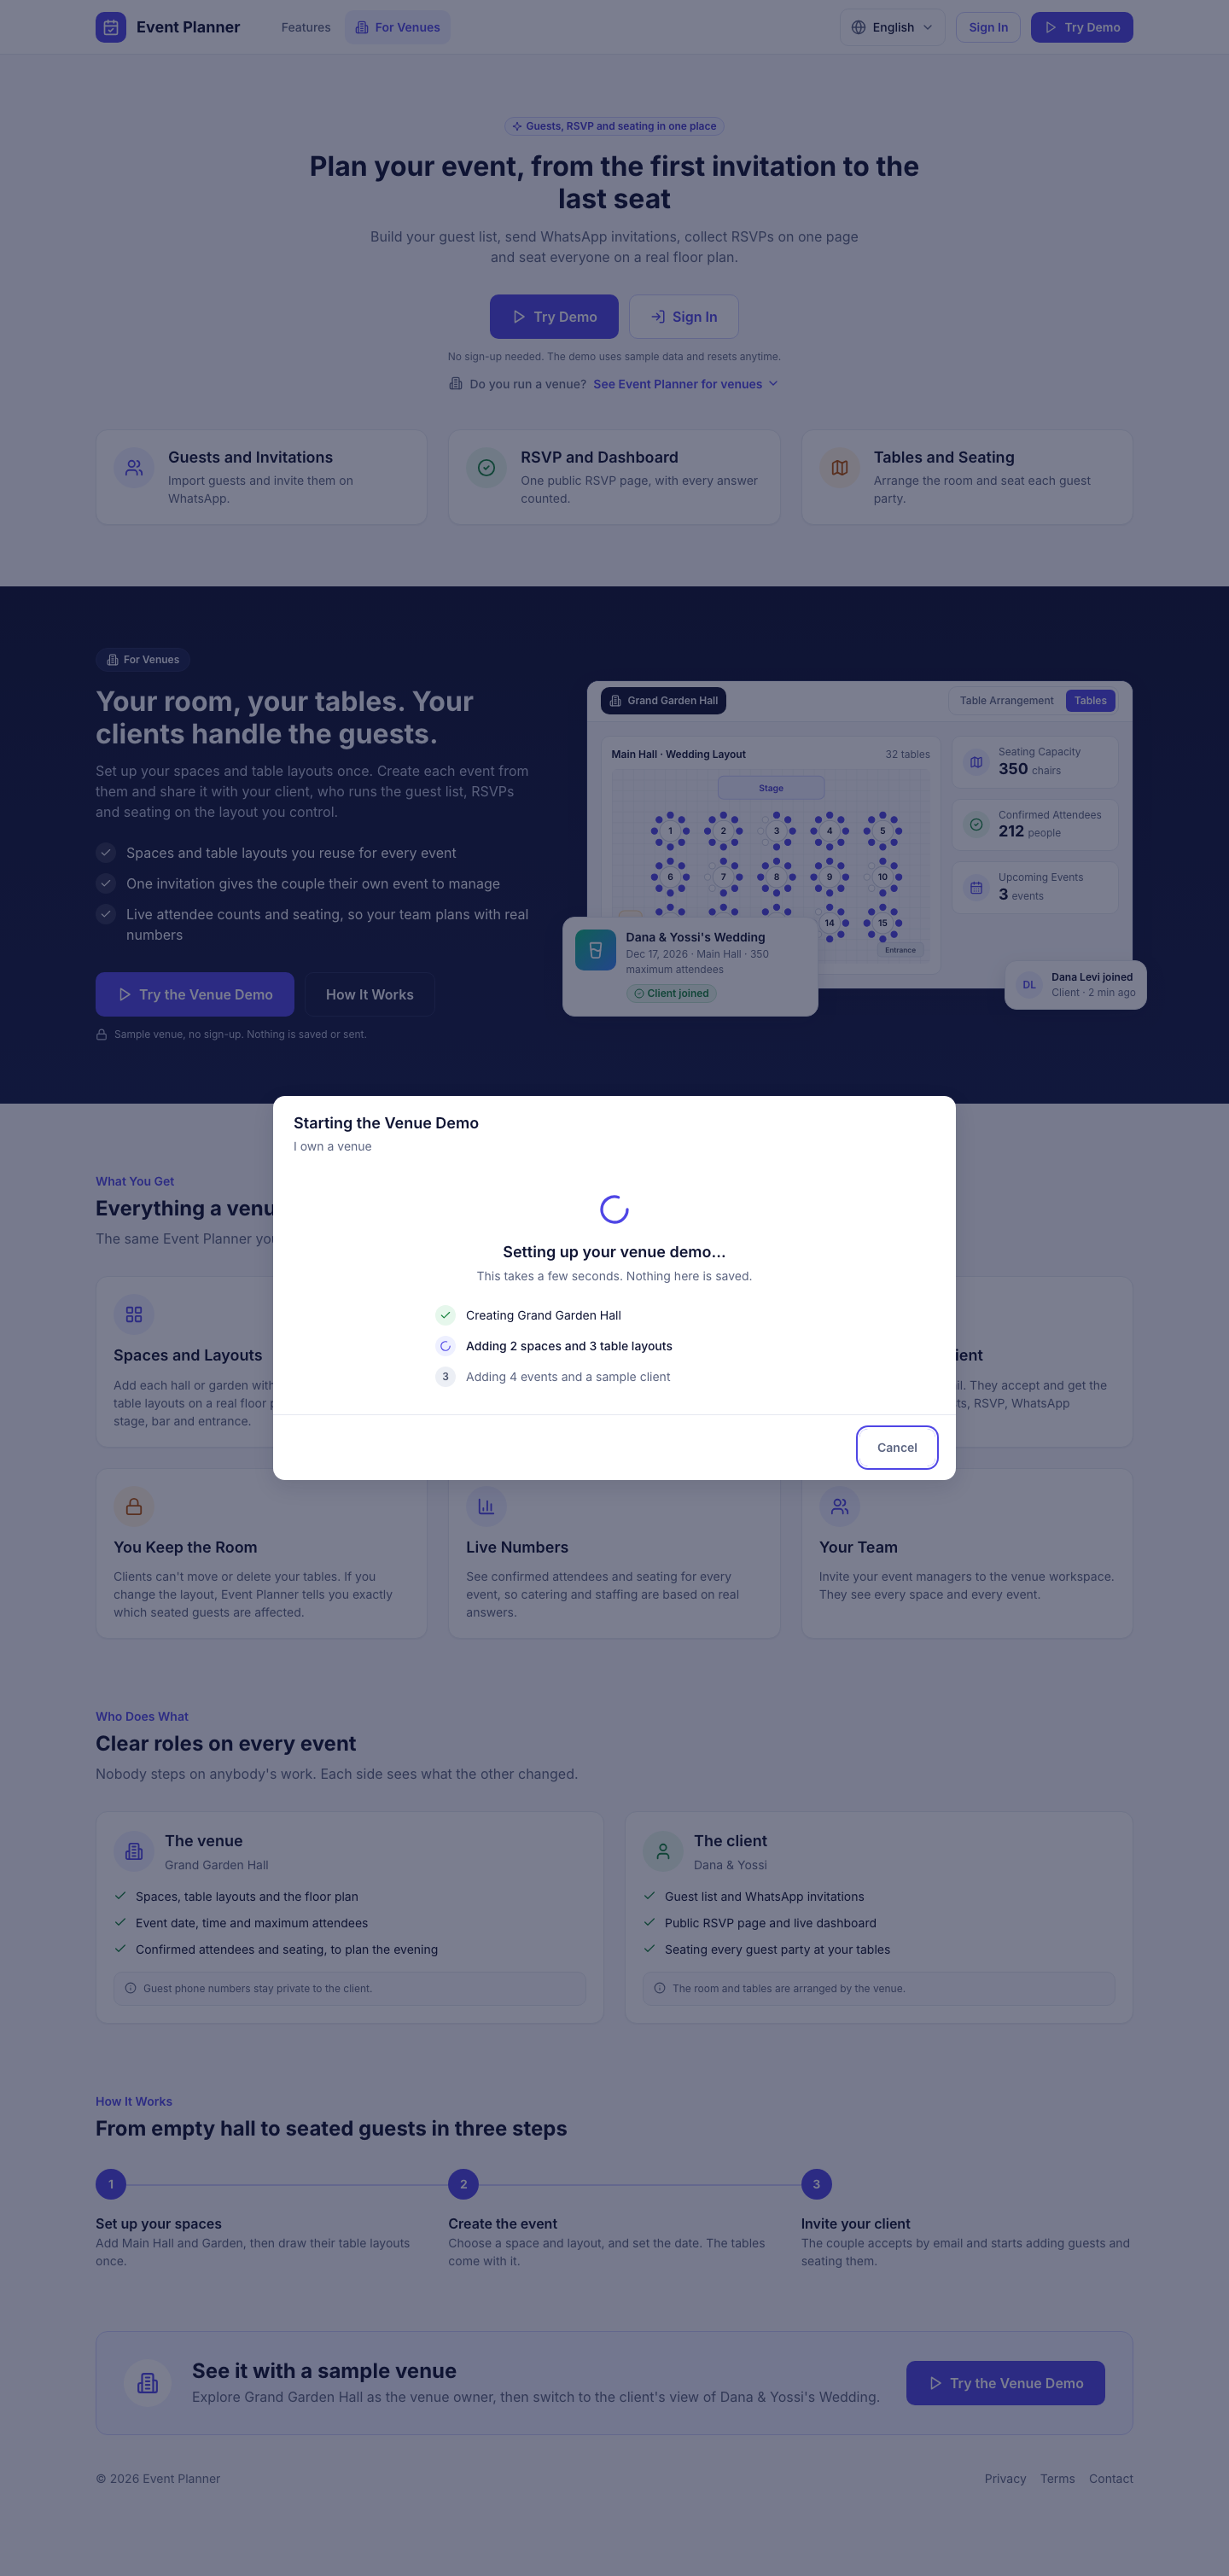 Event Planner
Features
For Venues
English
Sign In
Try Demo
Guests, RSVP and seating in one place
Plan your event, from the first invitation to the
last seat
Build your guest list, send WhatsApp invitations, collect RSVPs on one page
and seat everyone on a real floor plan.
Try Demo
Sign In
No sign-up needed. The demo uses sample data and resets anytime.
Do you run a venue? See Event Planner for venues
Guests and Invitations
Import guests and invite them on
WhatsApp.
RSVP and Dashboard
One public RSVP page, with every answer
counted.
Tables and Seating
Arrange the room and seat each guest
party.
For Venues
Your room, your tables. Your
clients handle the guests.
Set up your spaces and table layouts once. Create each event from
them and share it with your client, who runs the guest list, RSVPs
and seating on the layout you control.
Spaces and table layouts you reuse for every event
One invitation gives the couple their own event to manage
Live attendee counts and seating, so your team plans with real
numbers
Try the Venue Demo
How It Works
Sample venue, no sign-up. Nothing is saved or sent.
Grand Garden Hall
Table Arrangement
Tables
Main Hall · Wedding Layout
32 tables
Stage
1
2
3
4
5
6
7
8
9
10
14
15
Entrance
Seating Capacity
350 chairs
Confirmed Attendees
212 people
Upcoming Events
3 events
Dana & Yossi's Wedding
Dec 17, 2026 · Main Hall · 350
maximum attendees
Client joined
DL
Dana Levi joined
Client · 2 min ago
Starting the Venue Demo
I own a venue
Setting up your venue demo...
This takes a few seconds. Nothing here is saved.
Creating Grand Garden Hall
Adding 2 spaces and 3 table layouts
3
Adding 4 events and a sample client
Cancel
What You Get
Everything a venu
The same Event Planner you
Spaces and Layouts
Add each hall or garden with
table layouts on a real floor p
stage, bar and entrance.
ient
il. They accept and get the
ts, RSVP, WhatsApp
You Keep the Room
Clients can't move or delete your tables. If you
change the layout, Event Planner tells you exactly
which seated guests are affected.
Live Numbers
See confirmed attendees and seating for every
event, so catering and staffing are based on real
answers.
Your Team
Invite your event managers to the venue workspace.
They see every space and every event.
Who Does What
Clear roles on every event
Nobody steps on anybody's work. Each side sees what the other changed.
The venue
Grand Garden Hall
Spaces, table layouts and the floor plan
Event date, time and maximum attendees
Confirmed attendees and seating, to plan the evening
Guest phone numbers stay private to the client.
The client
Dana & Yossi
Guest list and WhatsApp invitations
Public RSVP page and live dashboard
Seating every guest party at your tables
The room and tables are arranged by the venue.
How It Works
From empty hall to seated guests in three steps
1
2
3
Set up your spaces
Add Main Hall and Garden, then draw their table layouts
once.
Create the event
Choose a space and layout, and set the date. The tables
come with it.
Invite your client
The couple accepts by email and starts adding guests and
seating them.
See it with a sample venue
Explore Grand Garden Hall as the venue owner, then switch to the client's view of Dana & Yossi's Wedding.
Try the Venue Demo
© 2026 Event Planner
Privacy
Terms
Contact